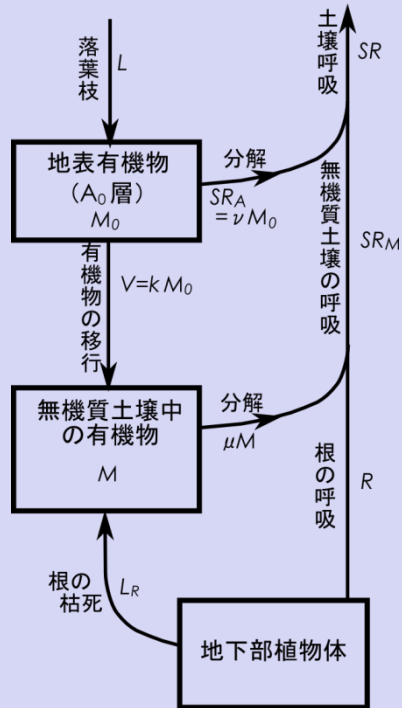 土壌呼吸
SR
落葉枝
L
地表有機物
（A₀層）
M₀
分解
SR_A
=νM₀
無機質土壌の呼吸
SR_M
有機物の移行
V=kM₀
無機質土壌中
の有機物
M
分解
μM
根の呼吸
R
根の
枯死
L_R
地下部植物体